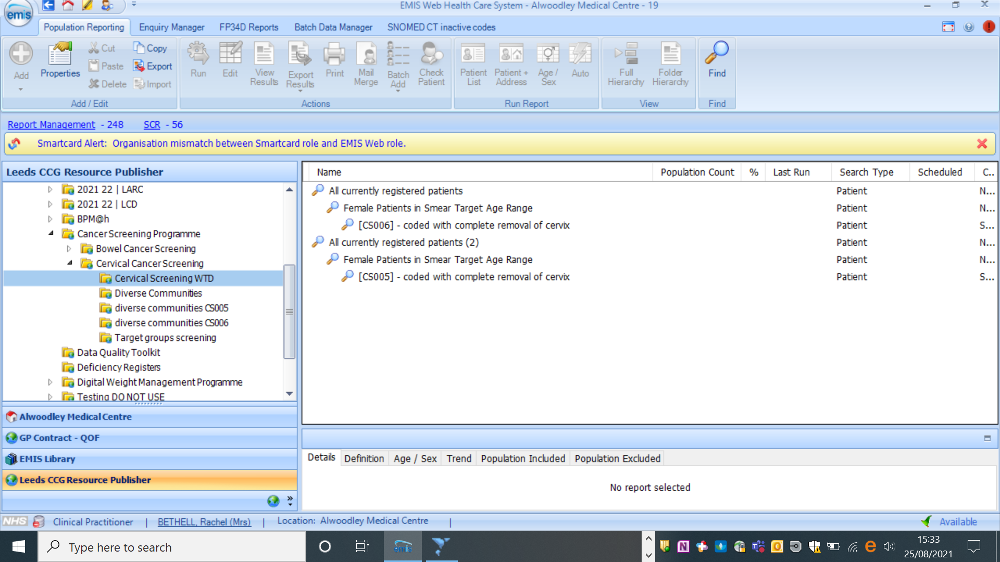 EMIS Web Health Care System - Alwoodley Medical Centre - 19
emis
Population Reporting
Enquiry Manager
FP34D Reports
Batch Data Manager
SNOMED CT inactive codes
Add
Properties
Cut
Paste
Delete
Copy
Export
Import
Add / Edit
Run
Edit
View
Results
Export
Results
Print
Mail
Merge
Batch
Add
Check
Patient
Actions
Patient
List
Patient +
Address
Age /
Sex
Auto
Run Report
Full
Hierarchy
Folder
Hierarchy
View
Find
Find
Report Management - 248 SCR - 56
Smartcard Alert: Organisation mismatch between Smartcard role and EMIS Web role.
Leeds CCG Resource Publisher
2021 22 | LARC
2021 22 | LCD
BPM@h
Cancer Screening Programme
Bowel Cancer Screening
Cervical Cancer Screening
Cervical Screening WTD
Diverse Communities
diverse communities CS005
diverse communities CS006
Target groups screening
Data Quality Toolkit
Deficiency Registers
Digital Weight Management Programme
Testing DO NOT USE
Alwoodley Medical Centre
GP Contract - QOF
EMIS Library
Leeds CCG Resource Publisher
Name Population Count % Last Run Search Type Scheduled C..
All currently registered patients Patient N...
Female Patients in Smear Target Age Range Patient N...
[CS006] - coded with complete removal of cervix Patient S...
All currently registered patients (2) Patient N...
Female Patients in Smear Target Age Range Patient N...
[CS005] - coded with complete removal of cervix Patient S...
Details Definition Age / Sex Trend Population Included Population Excluded
No report selected
NHS Clinical Practitioner | BETHELL, Rachel (Mrs) | Location: Alwoodley Medical Centre | Available
Type here to search
emis
15:33
25/08/2021